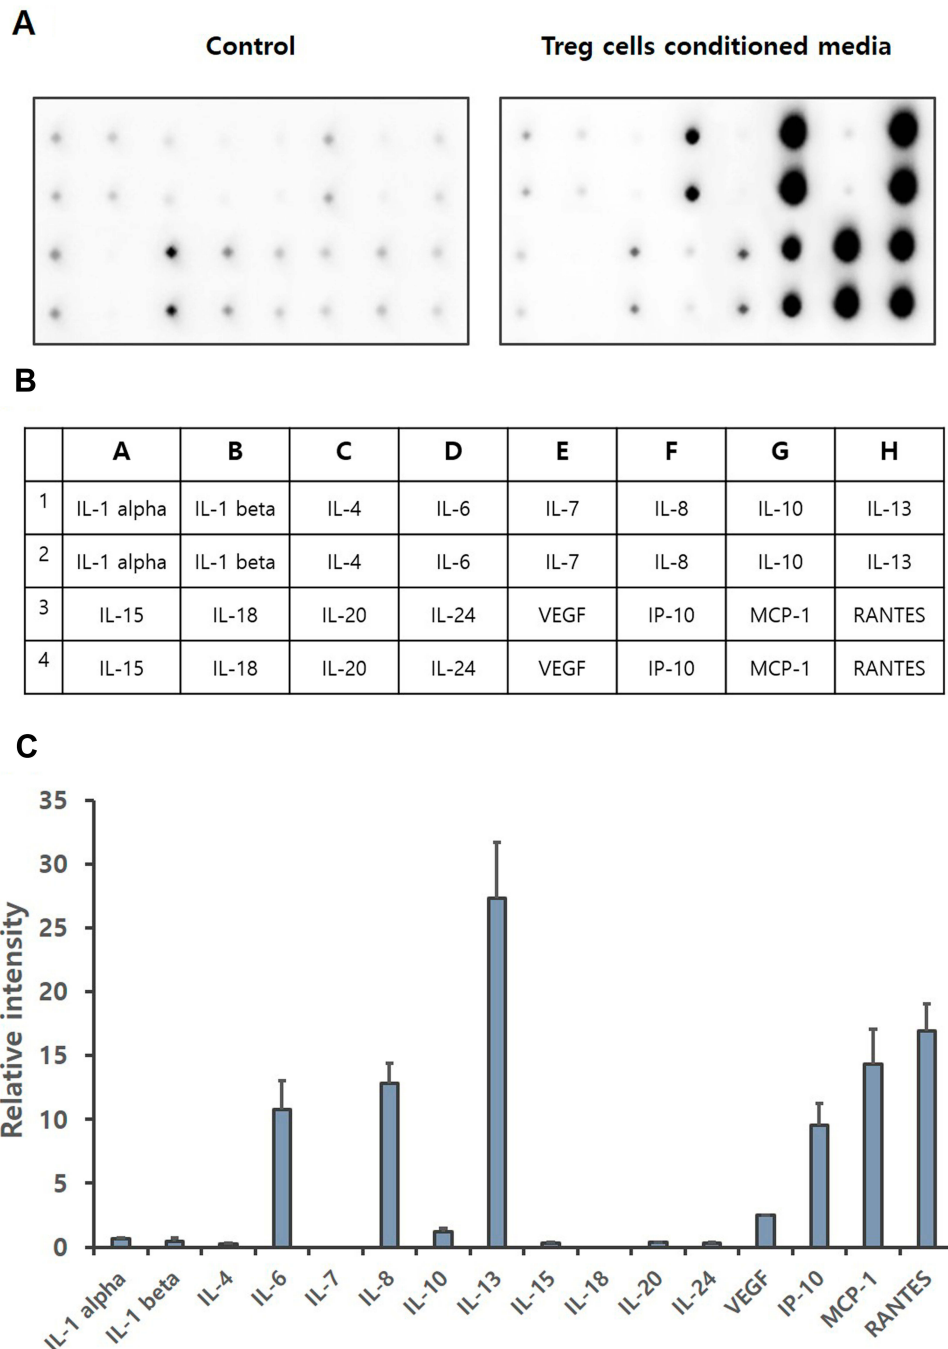 A
Control Treg cells conditioned media
B
A B C D E F G H
1 IL-1 alpha IL-1 beta IL-4 IL-6 IL-7 IL-8 IL-10 IL-13
2 IL-1 alpha IL-1 beta IL-4 IL-6 IL-7 IL-8 IL-10 IL-13
3 IL-15 IL-18 IL-20 IL-24 VEGF IP-10 MCP-1 RANTES
4 IL-15 IL-18 IL-20 IL-24 VEGF IP-10 MCP-1 RANTES
C
Relative intensity
35
30
25
20
15
10
5
0
IL-1 alpha IL-1 beta IL-4 IL-6 IL-7 IL-8 IL-10 IL-13 IL-15 IL-18 IL-20 IL-24 VEGF IP-10 MCP-1 RANTES